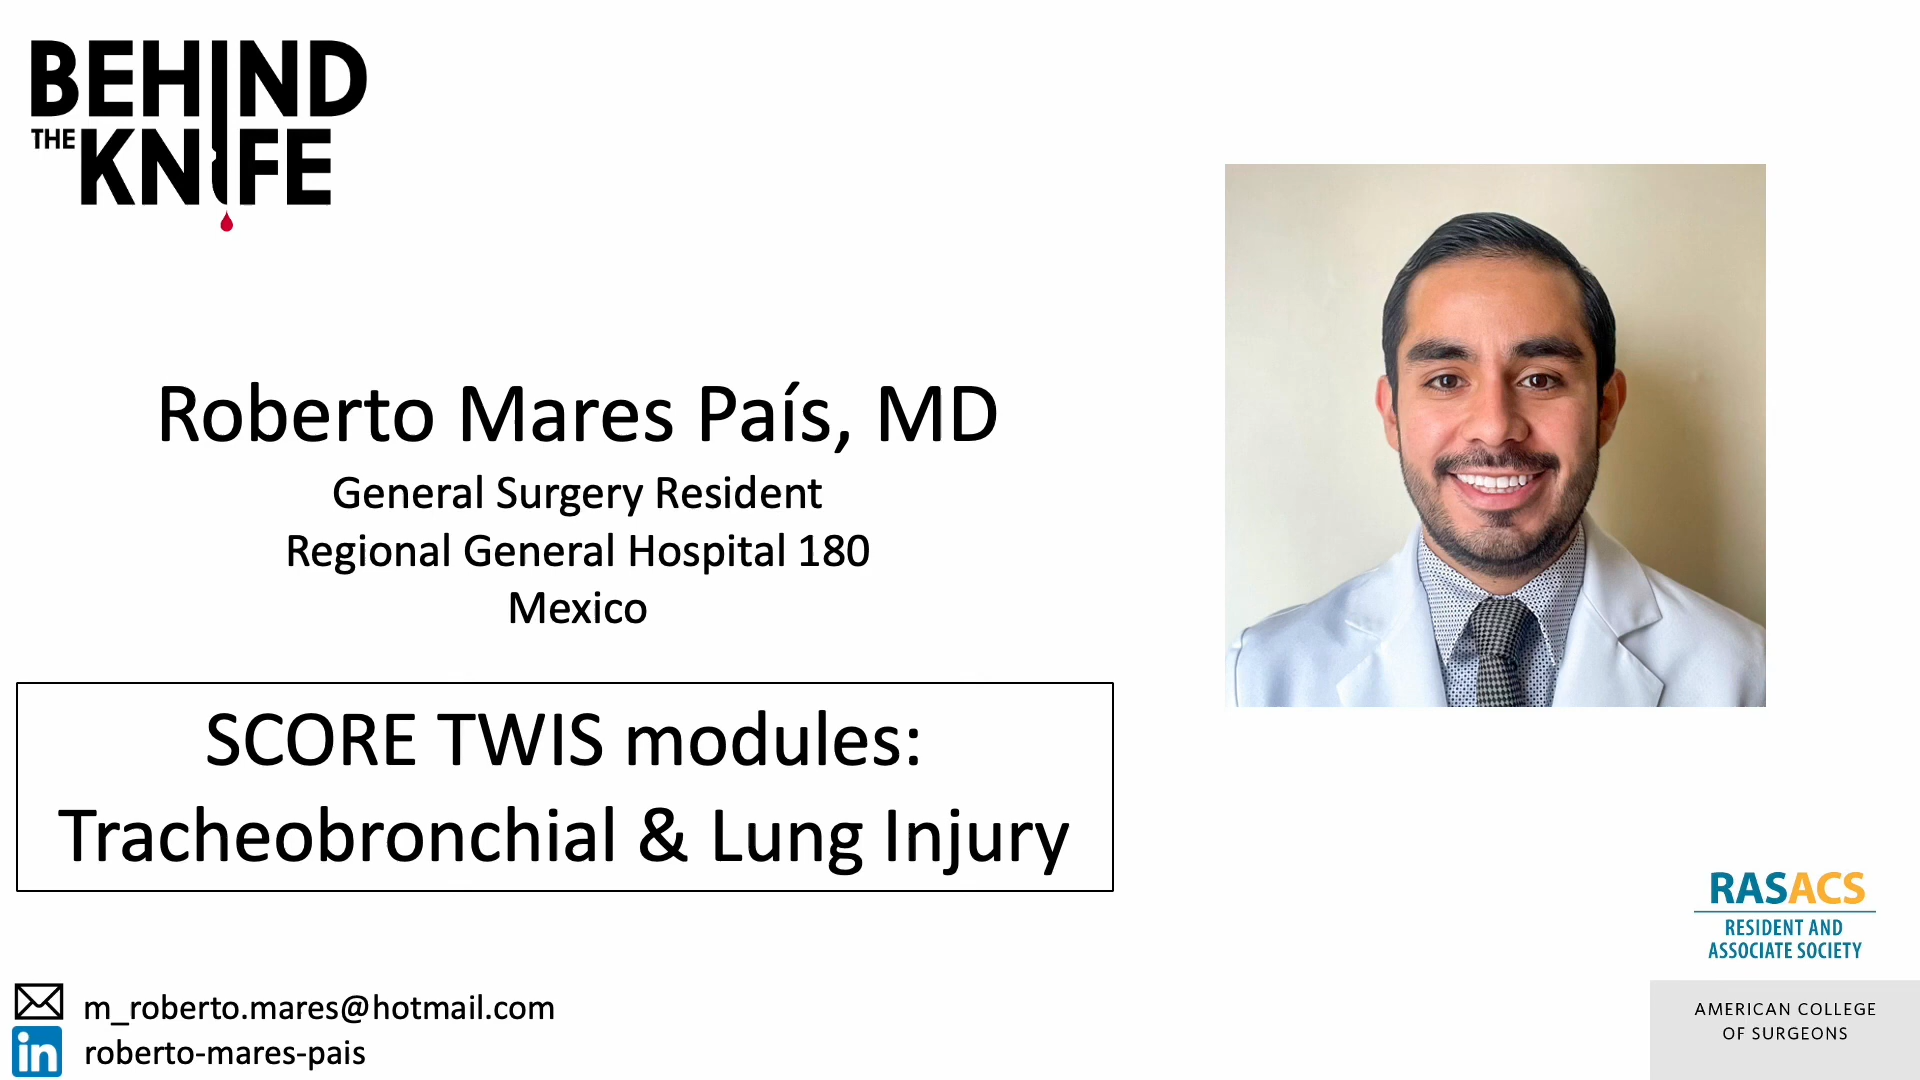 BEHIND
THE KNIFE
Roberto Mares País, MD
General Surgery Resident
Regional General Hospital 180
Mexico
SCORE TWIS modules:
Tracheobronchial & Lung Injury
m_roberto.mares@hotmail.com
in roberto-mares-pais
RASACS
RESIDENT AND
ASSOCIATE SOCIETY
AMERICAN COLLEGE
OF SURGEONS